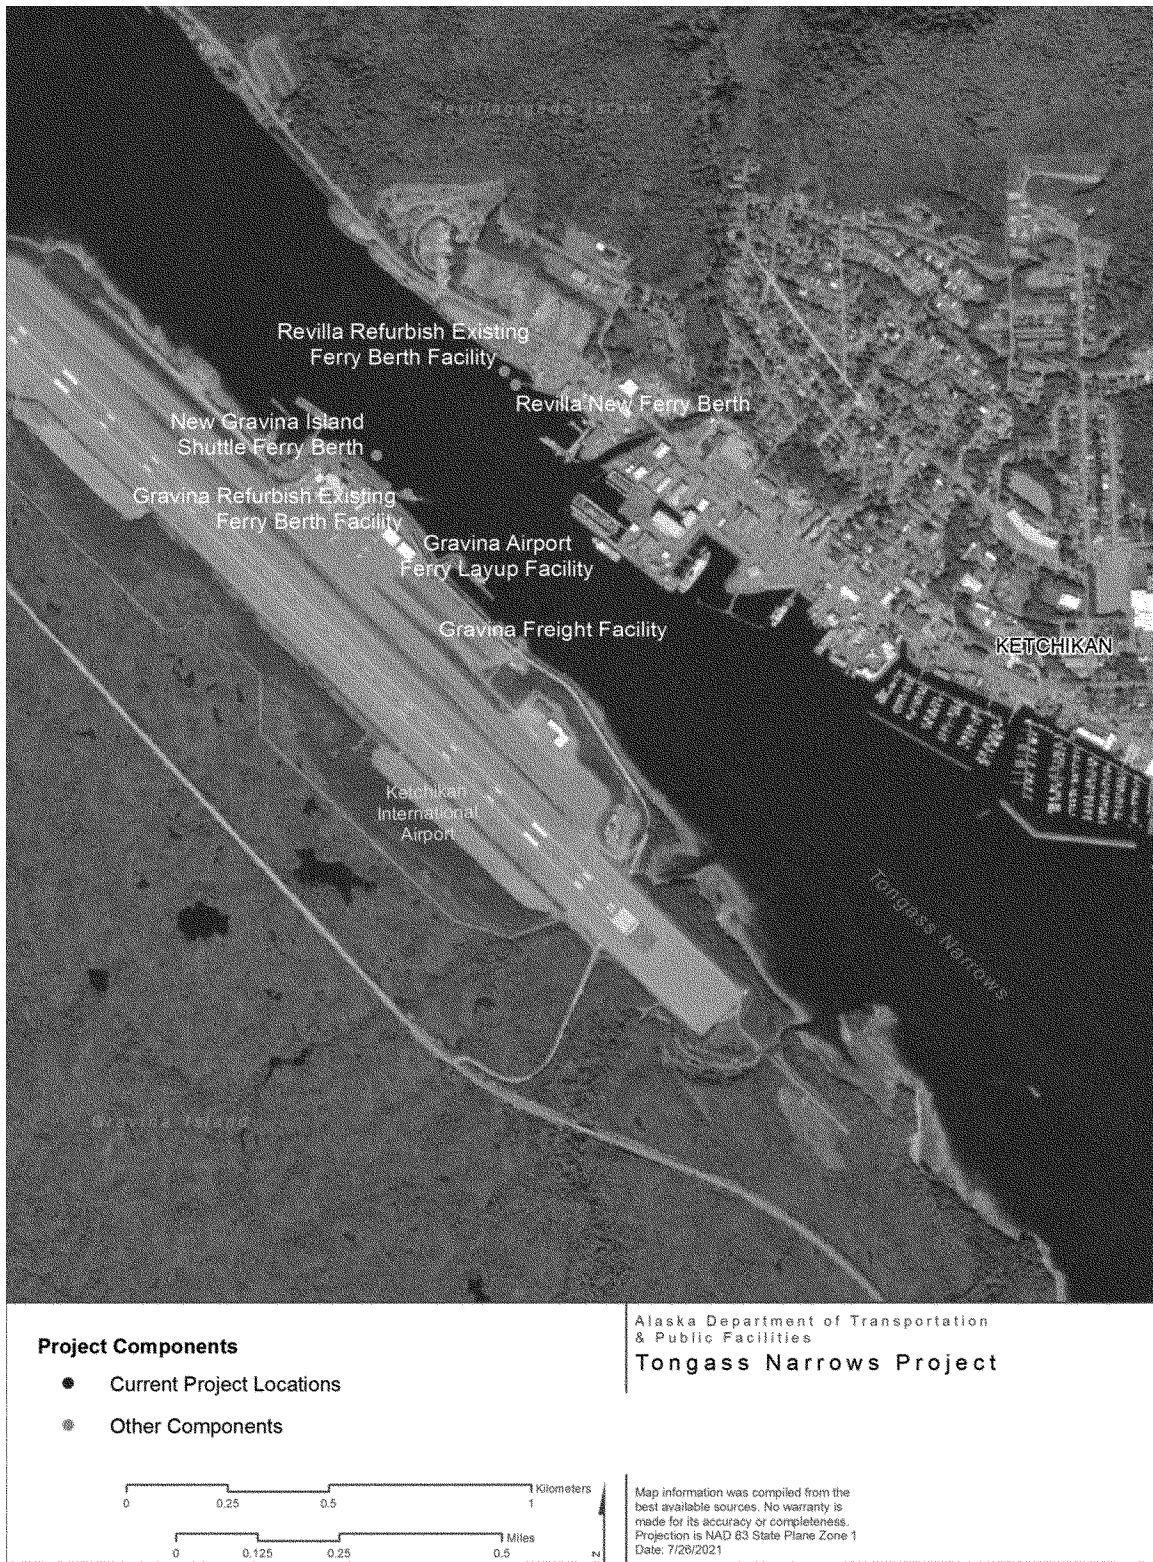 Revillagigedo Island
Revilla Refurbish Existing
Ferry Berth Facility
Revilla New Ferry Berth
New Gravina Island
Shuttle Ferry Berth
Gravina Refurbish Existing
Ferry Berth Facility
Gravina Airport
Ferry Layup Facility
Gravina Freight Facility
KETCHIKAN
Ketchikan
International
Airport
Tongass Narrows
Gravina Island
Project Components
Current Project Locations
Other Components
0 0.25 0.5 1 Kilometers
0 0.125 0.25 0.5 Miles
N
Alaska Department of Transportation
& Public Facilities
Tongass Narrows Project
Map information was compiled from the
best available sources. No warranty is
made for its accuracy or completeness.
Projection is NAD 83 State Plane Zone 1
Date: 7/26/2021